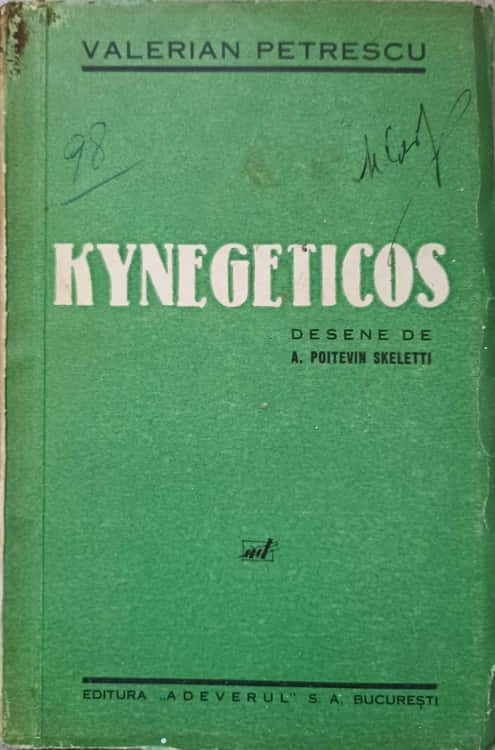 VALERIAN PETRESCU
98
KYNEGETICOS
DESENE DE
A. POITEVIN SKELETTI
EDITURA „ADEVERUL" S. A. BUCUREȘTI